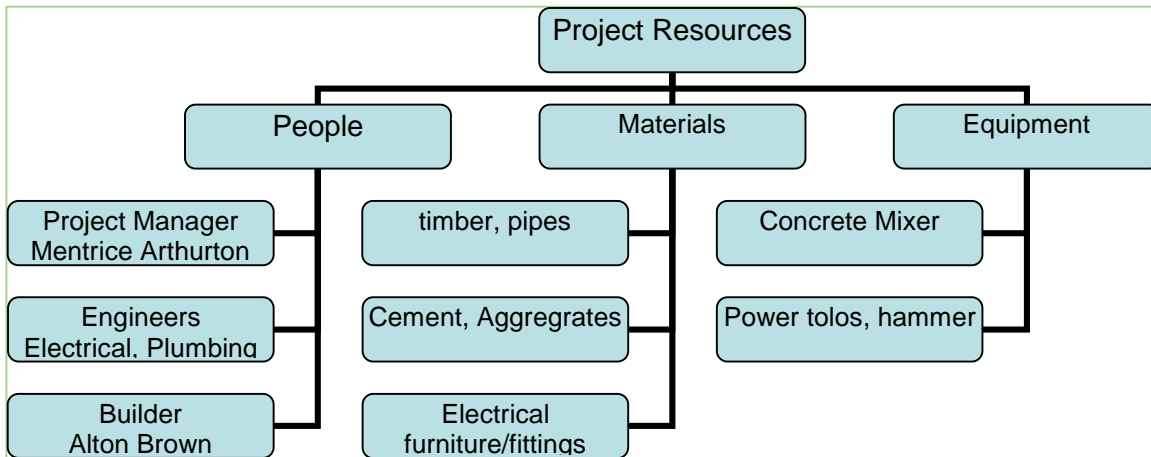 Project Resources
People
Materials
Equipment
Project Manager
Mentrice Arthurton
timber, pipes
Concrete Mixer
Engineers
Electrical, Plumbing
Cement, Aggregrates
Power tolos, hammer
Builder
Alton Brown
Electrical
furniture/fittings